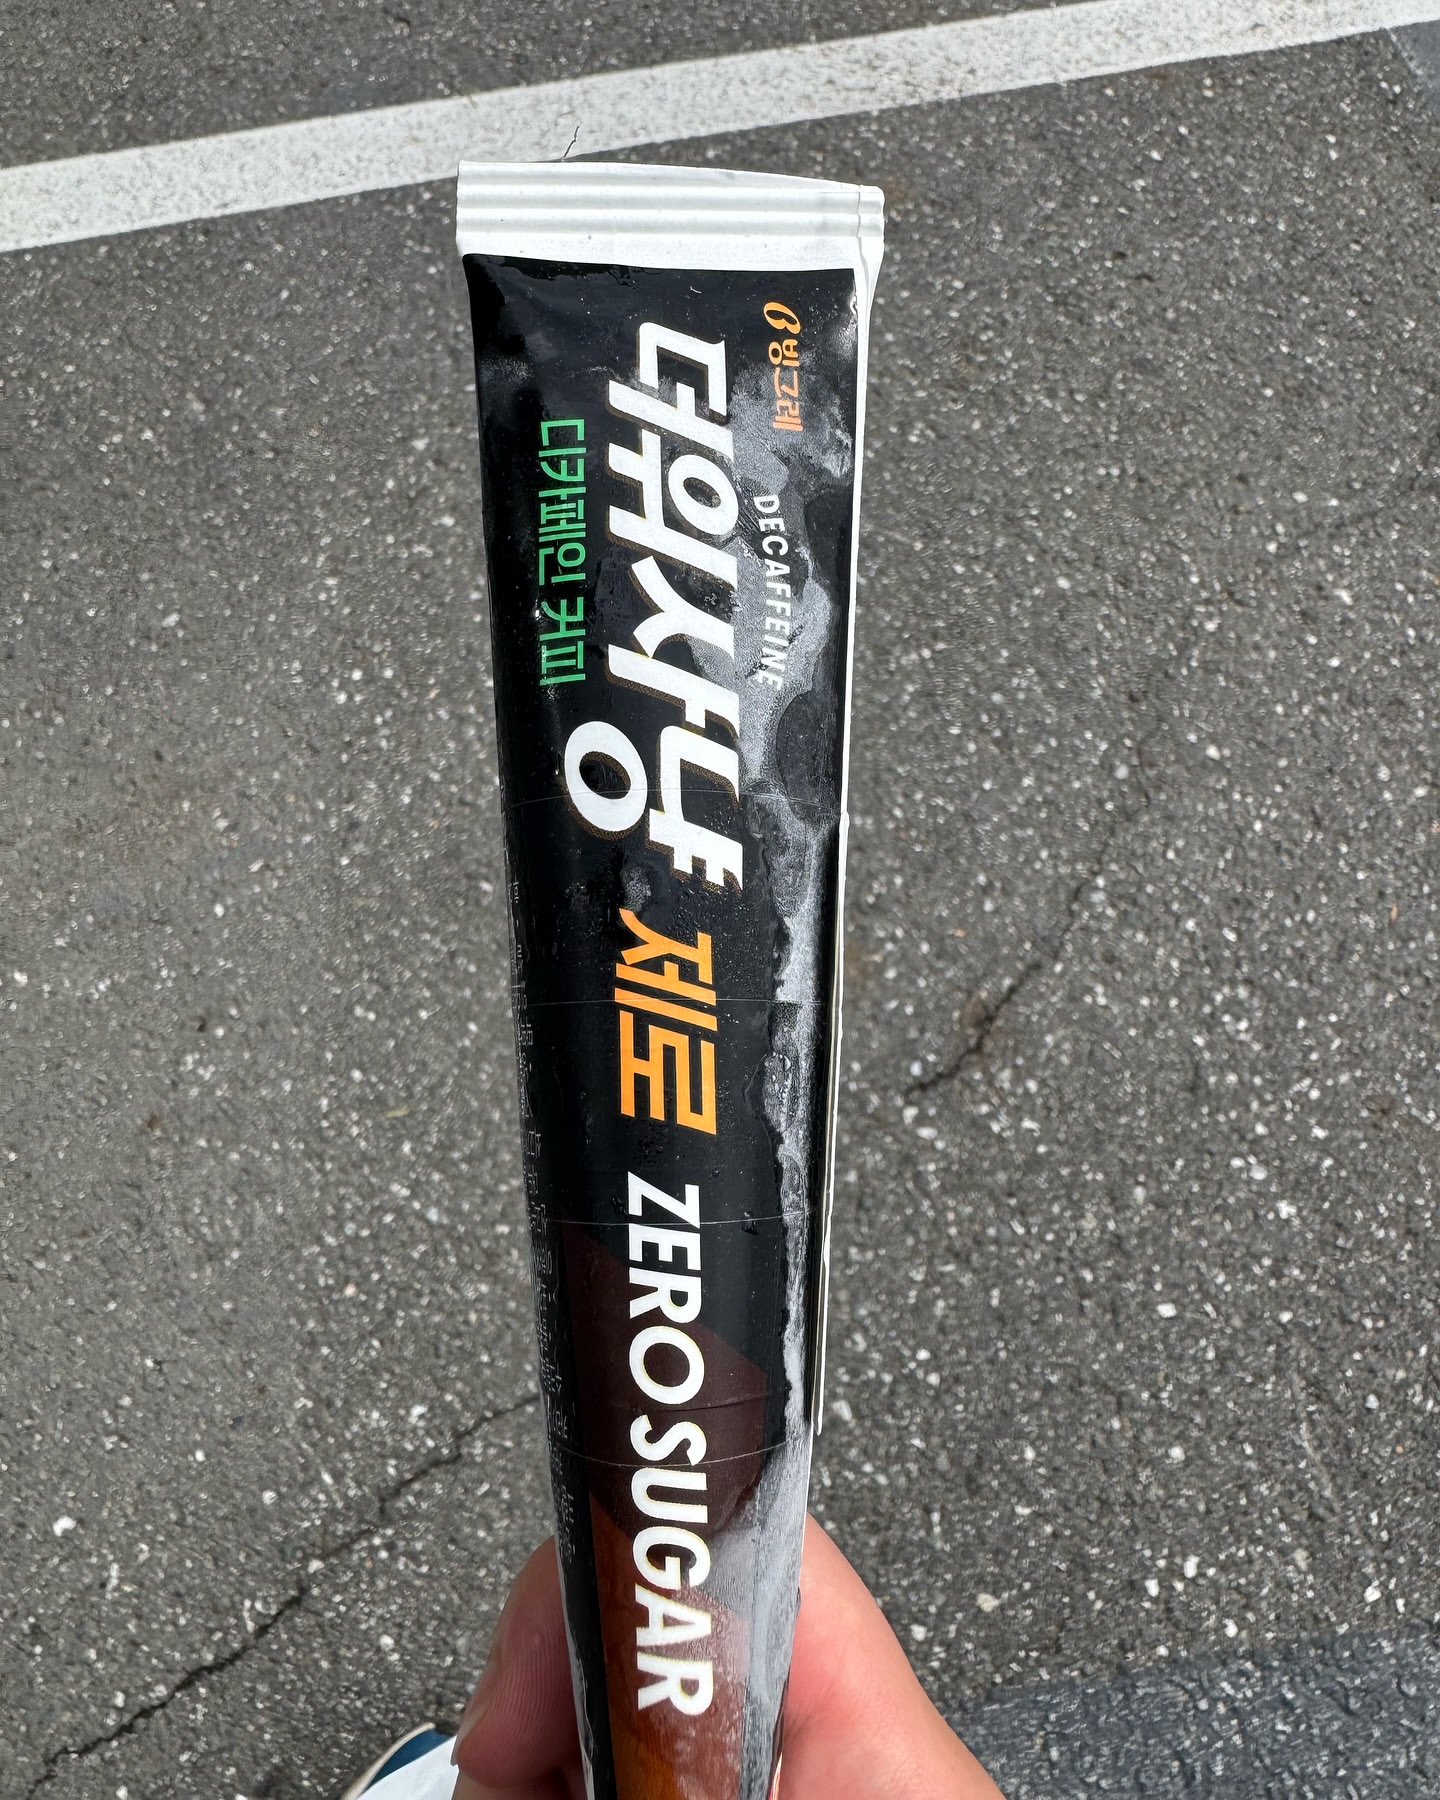 빙그레
DECAFFEINE
더위사냥 제로 ZERO SUGAR
디카페인 커피